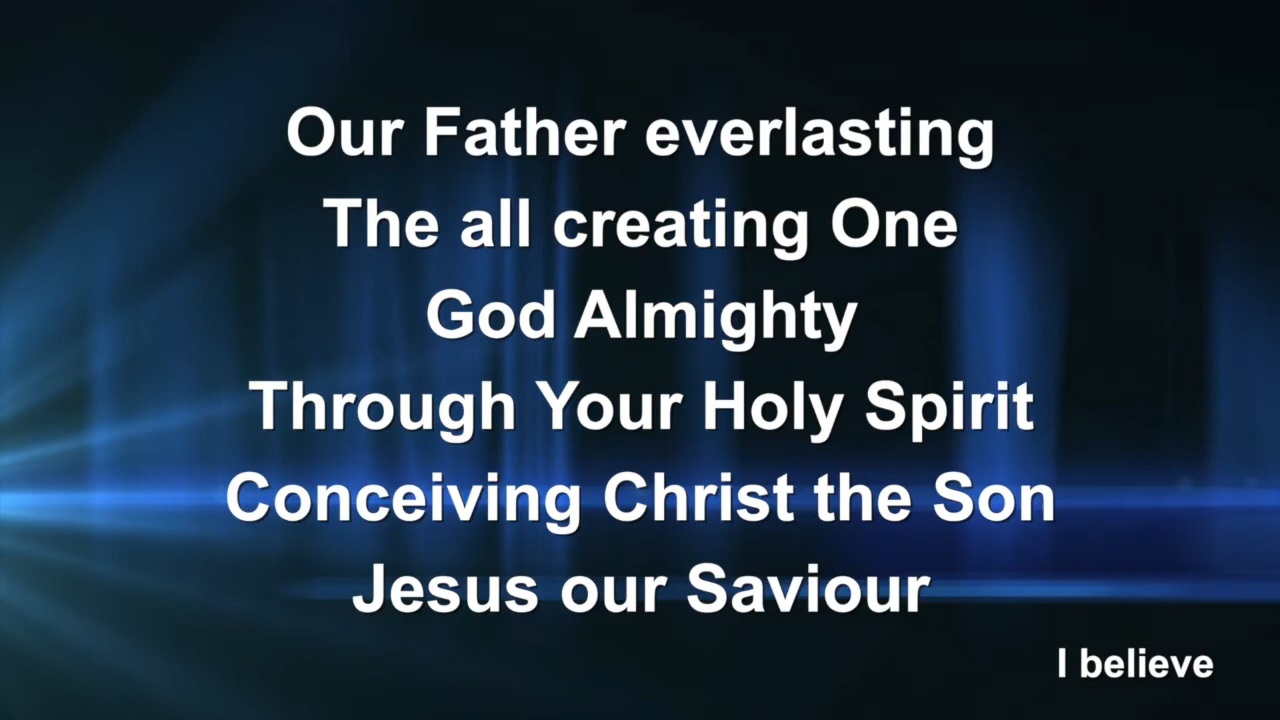 Our Father everlasting
The all creating One
God Almighty
Through Your Holy Spirit
Conceiving Christ the Son
Jesus our Saviour
I believe